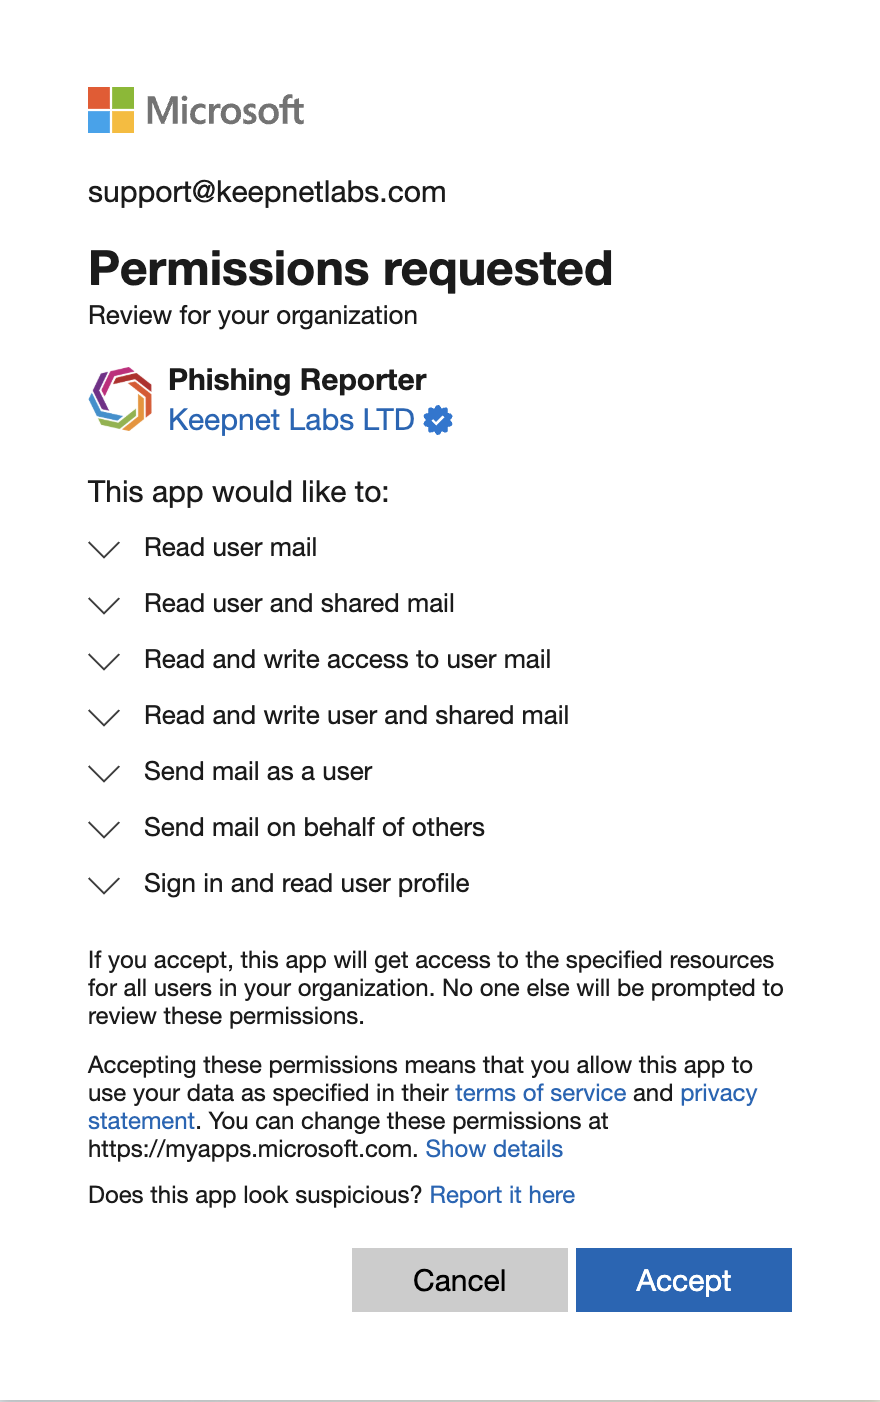 Microsoft
support@keepnetlabs.com
Permissions requested
Review for your organization
Phishing Reporter
Keepnet Labs LTD
This app would like to:
Read user mail
Read user and shared mail
Read and write access to user mail
Read and write user and shared mail
Send mail as a user
Send mail on behalf of others
Sign in and read user profile
If you accept, this app will get access to the specified resources
for all users in your organization. No one else will be prompted to
review these permissions.
Accepting these permissions means that you allow this app to
use your data as specified in their terms of service and privacy
statement. You can change these permissions at
https://myapps.microsoft.com. Show details
Does this app look suspicious? Report it here
Cancel Accept